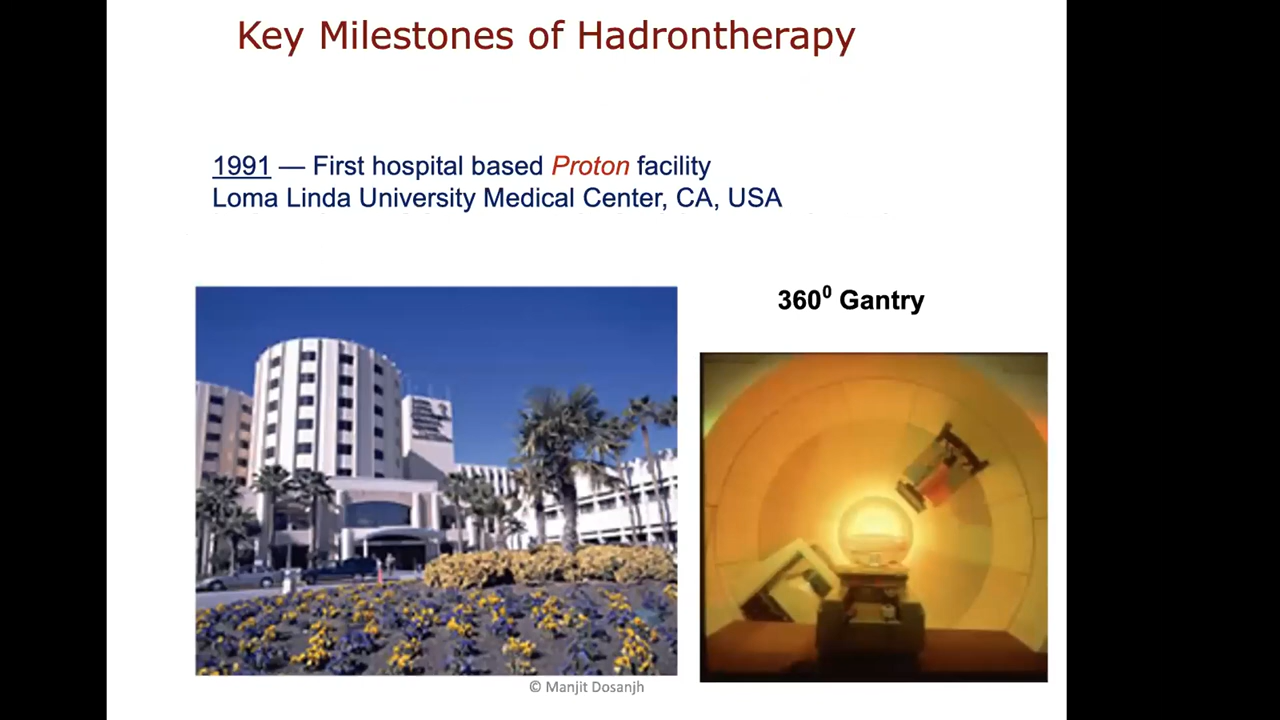 Key Milestones of Hadrontherapy
1991 — First hospital based Proton facility
Loma Linda University Medical Center, CA, USA
360⁰ Gantry
© Manjit Dosanjh